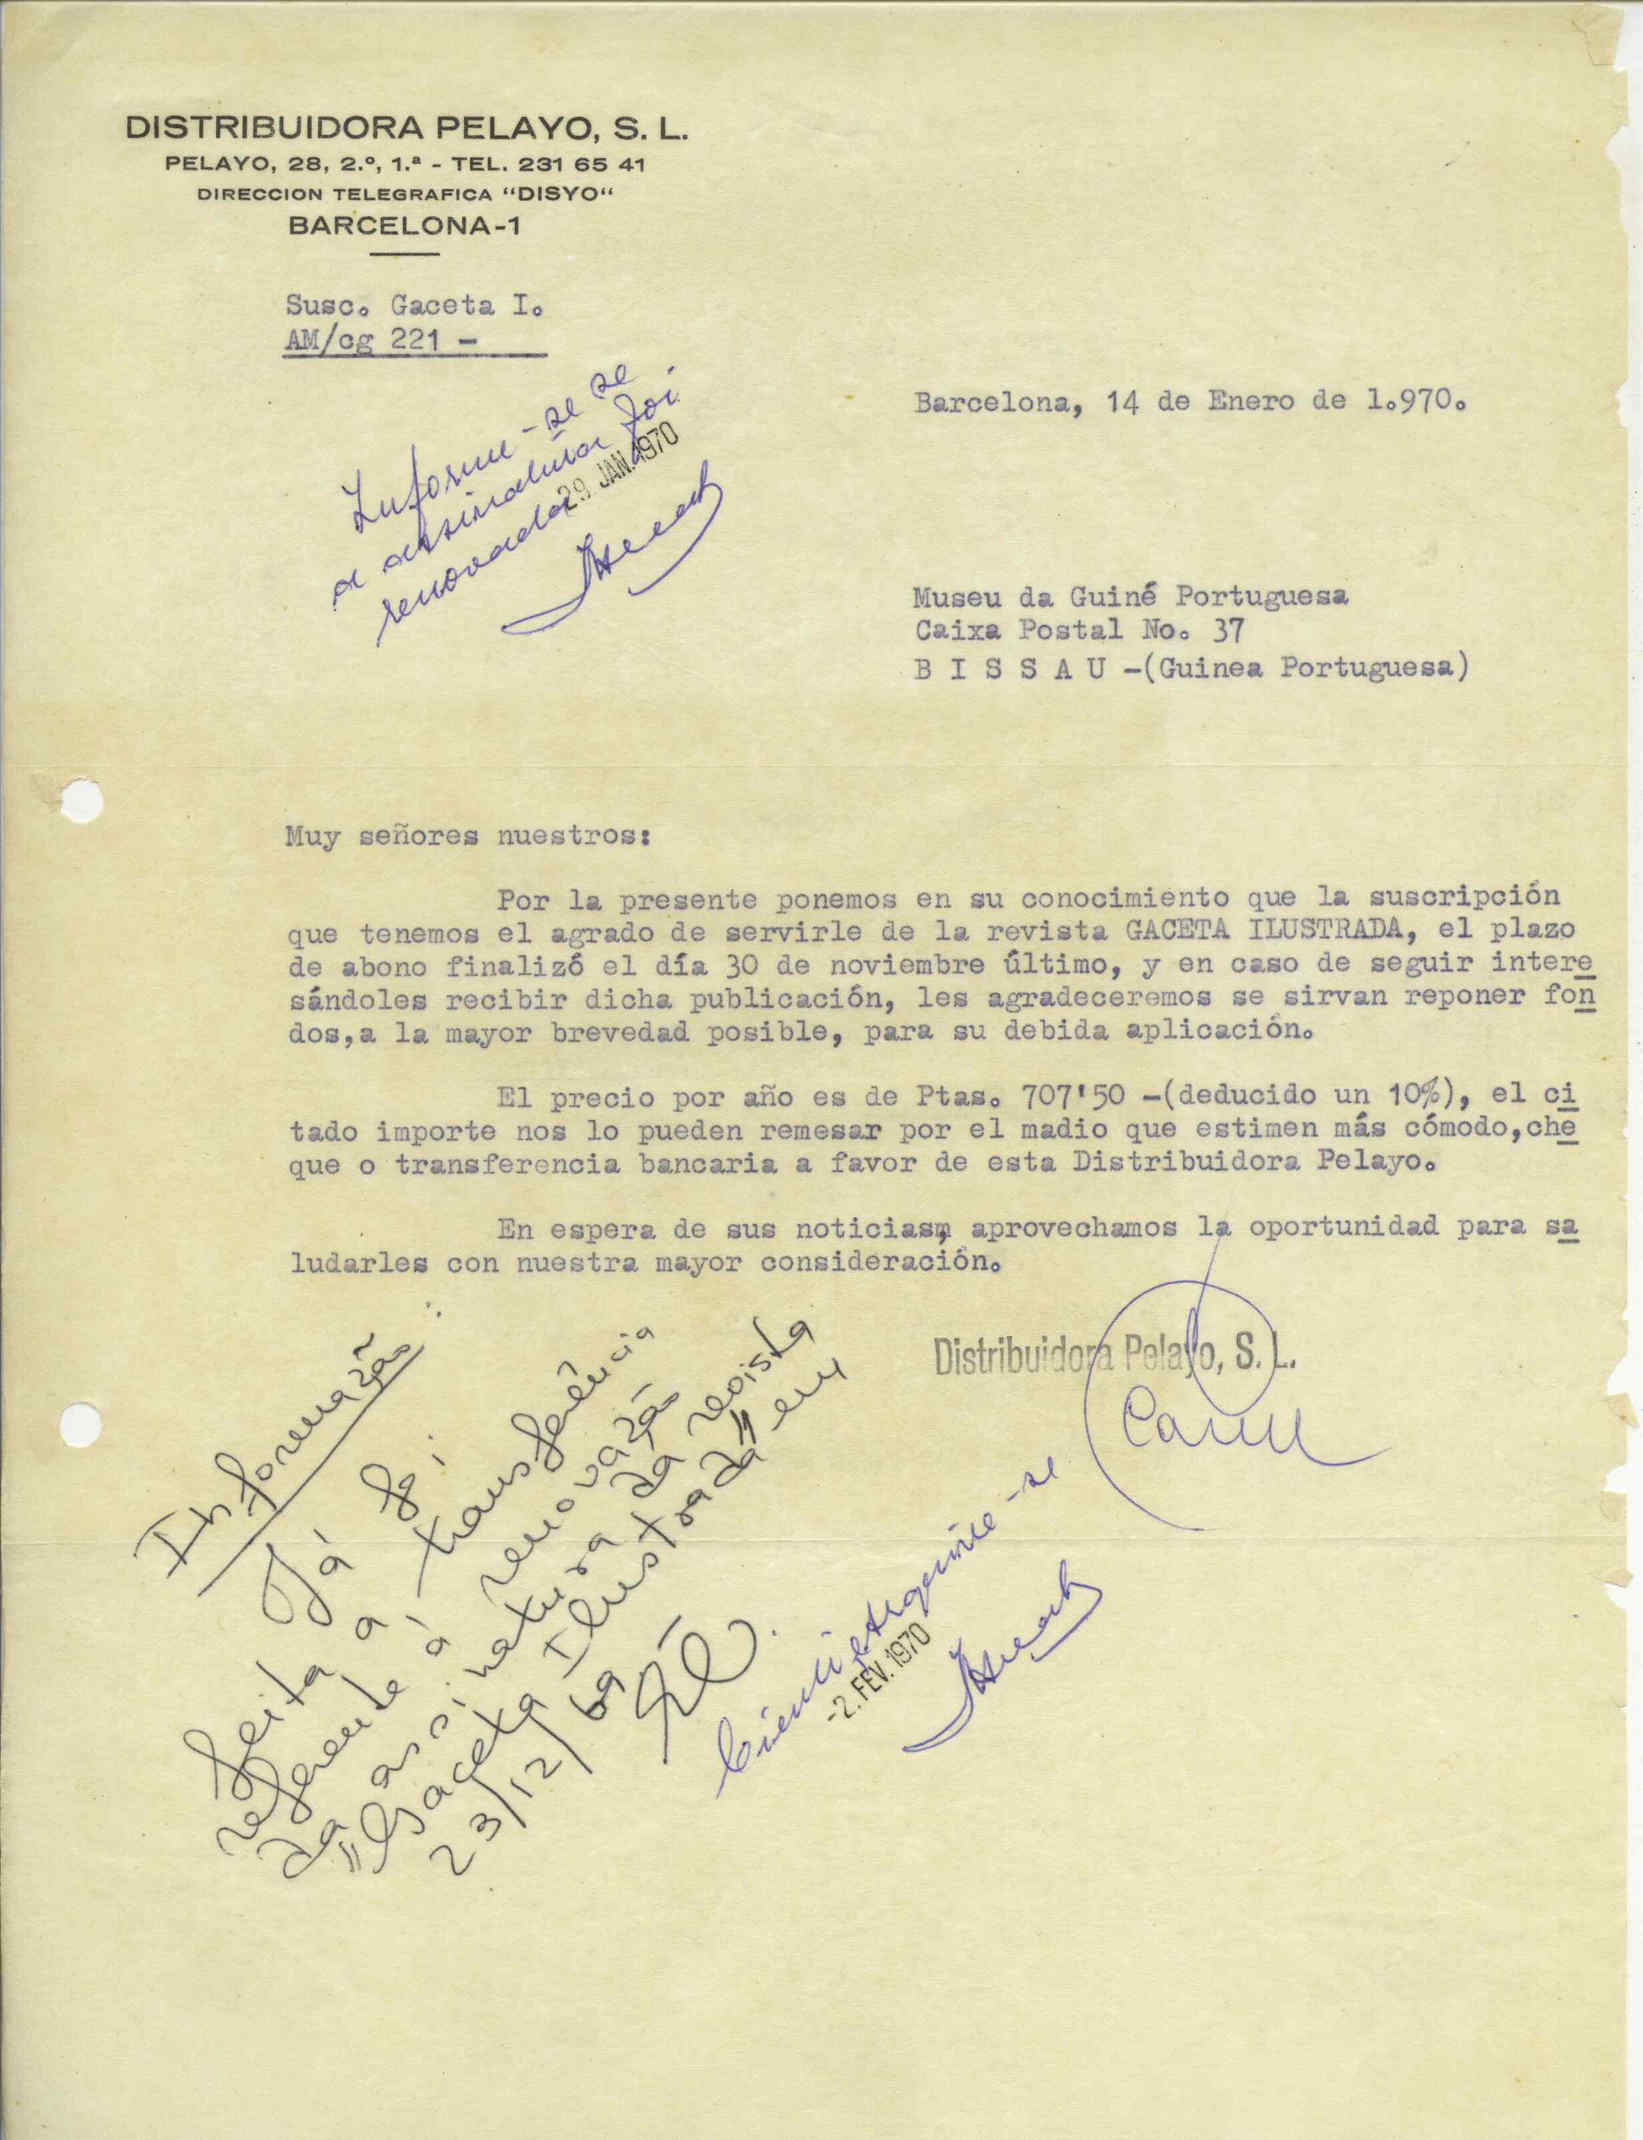 DISTRIBUIDORA PELAYO, S. L.
PELAYO, 28, 2.º, 1.ª - TEL. 231 65 41
DIRECCION TELEGRAFICA "DISYO"
BARCELONA-1
Susc. Gaceta I.
AM/cg 221 -
Informe-se se
a assinatura foi
renovada
29 JAN. 1970
Barcelona, 14 de Enero de 1.970.
Museu da Guiné Portuguesa
Caixa Postal No. 37
B I S S A U -(Guinea Portuguesa)
Muy señores nuestros:
Por la presente ponemos en su conocimiento que la suscripción
que tenemos el agrado de servirle de la revista GACETA ILUSTRADA, el plazo
de abono finalizó el día 30 de noviembre último, y en caso de seguir intere
sándoles recibir dicha publicación, les agradeceremos se sirvan reponer fon
dos,a la mayor brevedad posible, para su debida aplicación.
El precio por año es de Ptas. 707'50 -(deducido un 10%), el ci
tado importe nos lo pueden remesar por el madio que estimen más cómodo,che
que o transferencia bancaria a favor de esta Distribuidora Pelayo.
En espera de sus noticias, aprovechamos la oportunidad para sa
ludarles con nuestra mayor consideración.
Distribuidora Pelayo, S. L.
Informação:
Já foi
feita a transferência
referente à renovação
da assinatura da revista
"Gaceta Ilustrada" em
23/12/69
Ciente, Arquive-se
-2. FEV. 1970